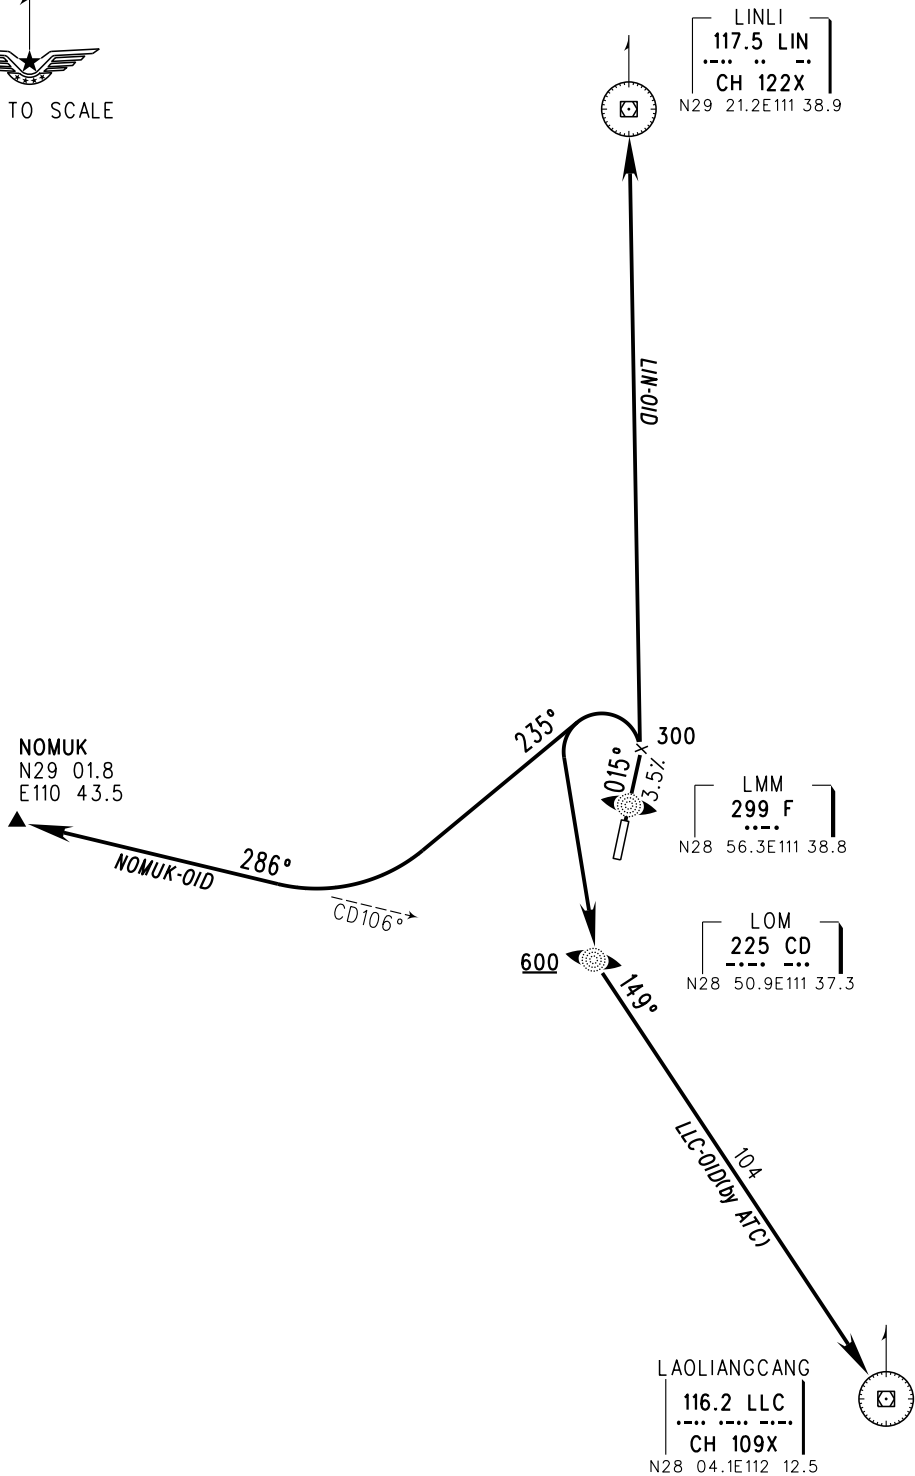 TO SCALE
LINLI
117.5 LIN
CH 122X
N29 21.2E111 38.9
LIN-01D
NOMUK
N29 01.8
E110 43.5
235°
300
015°
3.5%
LMM
299 F
N28 56.3E111 38.8
NOMUK-01D
286°
CD106°
LOM
225 CD
N28 50.9E111 37.3
600
149°
104
LLC-01D(by ATC)
LAOLIANGCANG
116.2 LLC
CH 109X
N28 04.1E112 12.5